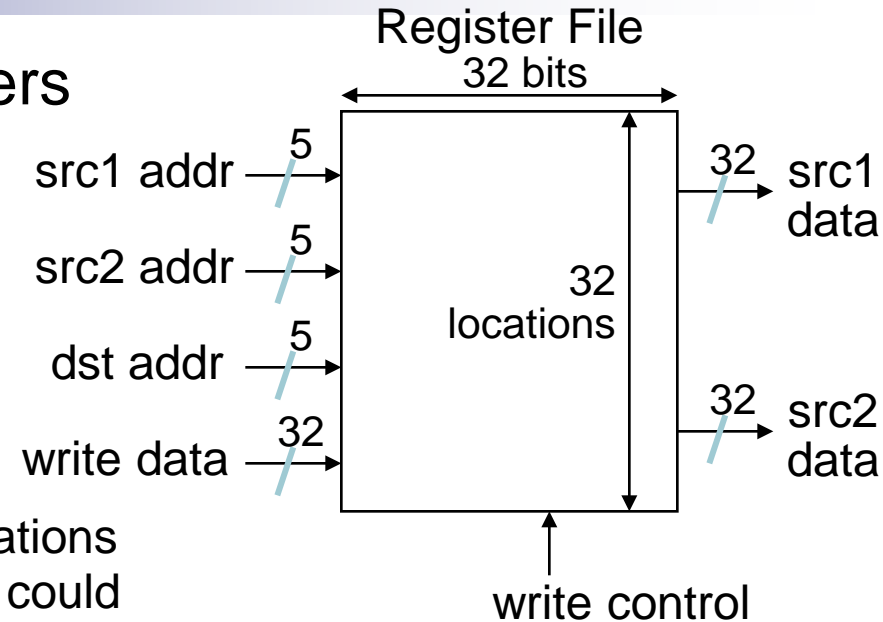 Register File
32 bits
ers
src1 addr
5
32
src1
data
src2 addr
5
32
locations
dst addr
5
write data
32
32
src2
data
ations
could
write control